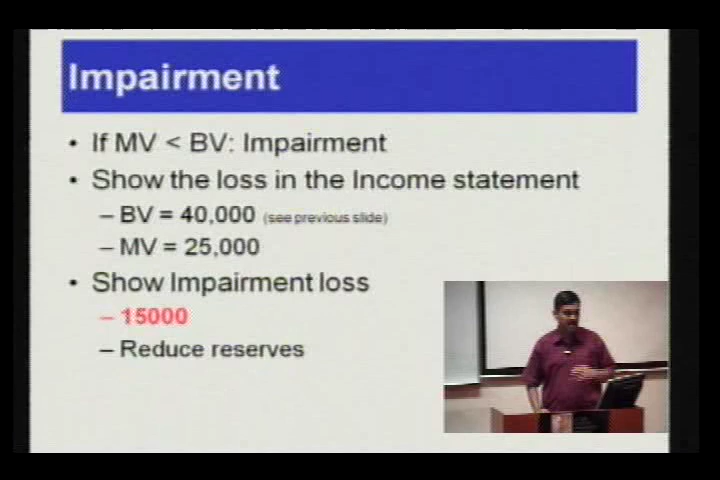 Impairment
• If MV < BV: Impairment
• Show the loss in the Income statement
– BV = 40,000 (see previous slide)
– MV = 25,000
• Show Impairment loss
– 15000
– Reduce reserves